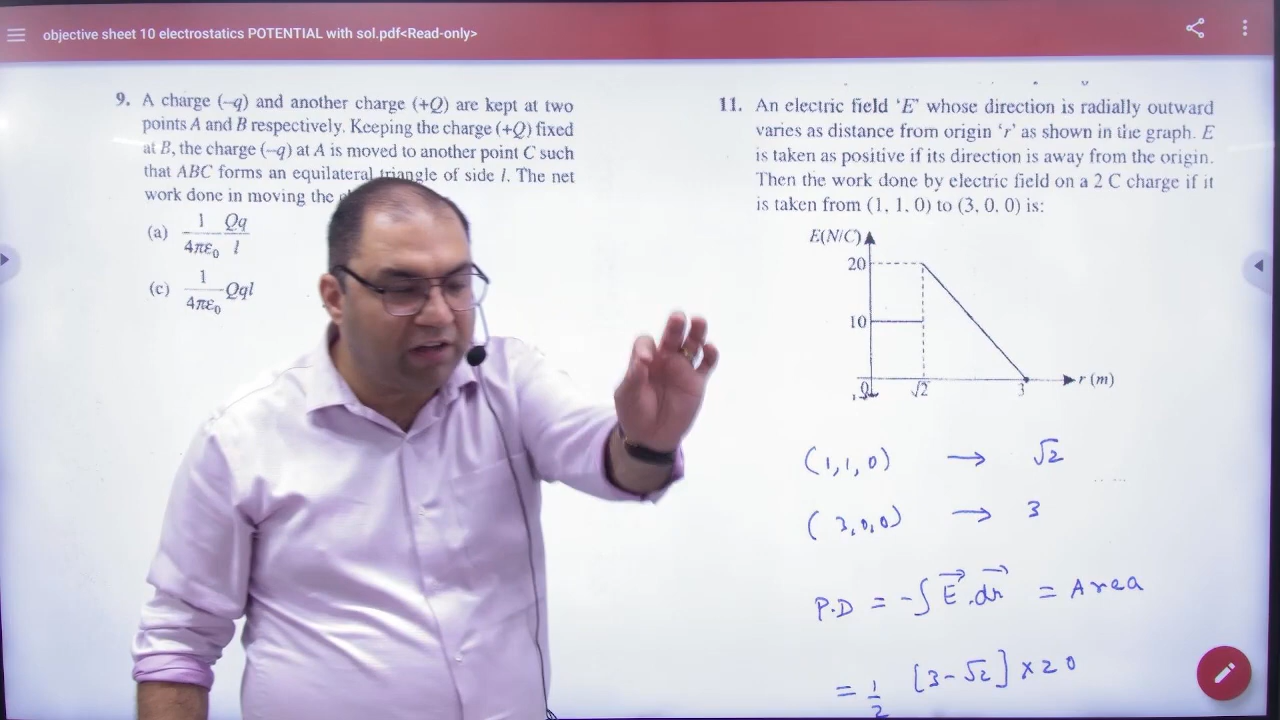 objective sheet 10 electrostatics POTENTIAL with sol.pdf<Read-only>
9. A charge (–q) and another charge (+Q) are kept at two
points A and B respectively. Keeping the charge (+Q) fixed
at B, the charge (–q) at A is moved to another point C such
that ABC forms an equilateral triangle of side l. The net
work done in moving the
(a) 1/4πε₀ Qq/l
(c) 1/4πε₀ Qql
11. An electric field 'E' whose direction is radially outward
varies as distance from origin 'r' as shown in the graph. E
is taken as positive if its direction is away from the origin.
Then the work done by electric field on a 2 C charge if it
is taken from (1, 1, 0) to (3, 0, 0) is:
E(N/C)
20
10
0 √2 3 r (m)
(1,1,0) → √2
(3,0,0) → 3
P.D = -∫ E⃗ .dr⃗ = Area
= 1/2 [3-√2] × 20